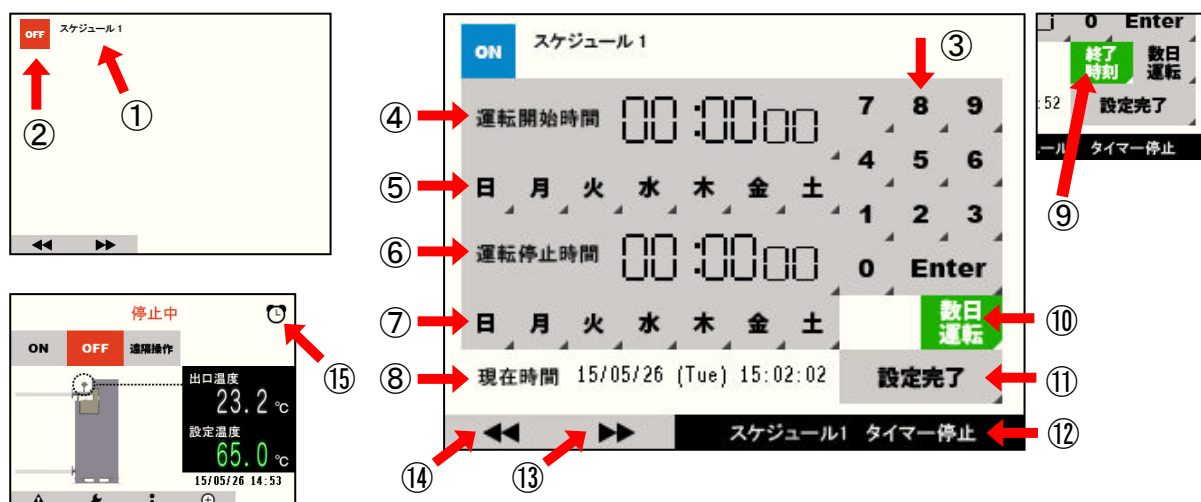 OFF スケジュール 1
②
①
◀◀ ▶▶
停止中
ON OFF 遠隔操作
出口温度
23.2 ℃
設定温度
65.0 ℃
15/05/26 14:53
⑮
ON スケジュール 1
③
④ 運転開始時間 00:00 00
7 8 9
4 5 6
⑤ 日 月 火 水 木 金 土
1 2 3
⑥ 運転停止時間 00:00 00
0 Enter
⑦ 日 月 火 水 木 金 土
数日
運転
⑩
⑧ 現在時間 15/05/26 (Tue) 15:02:02
設定完了 ⑪
◀◀ ▶▶ スケジュール1 タイマー停止 ⑫
⑭ ⑬
0 Enter
終了
時刻
数日
運転
:52 設定完了
ール タイマー停止
⑨